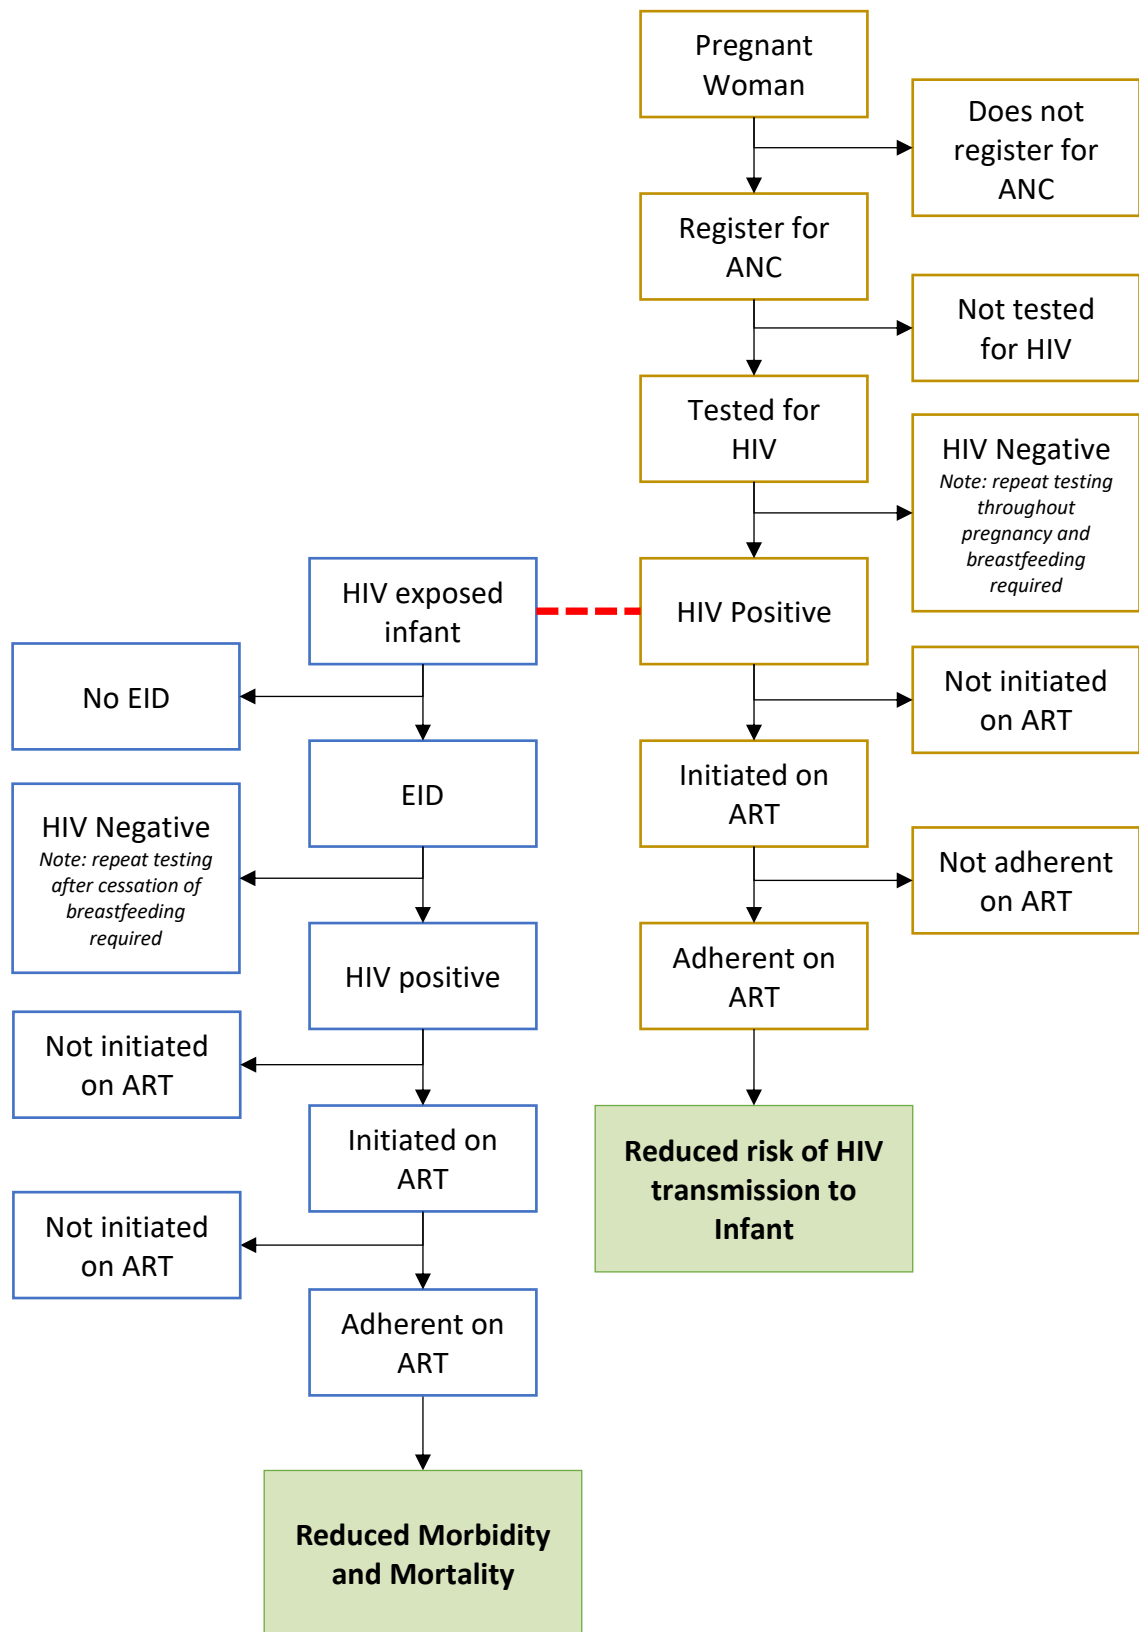 Pregnant
Woman
Does not
register for
ANC
Register for
ANC
Not tested
for HIV
Tested for
HIV
HIV Negative
Note: repeat testing
throughout
pregnancy and
breastfeeding
required
HIV exposed
infant
HIV Positive
No EID
Not initiated
on ART
EID
Initiated on
ART
HIV Negative
Note: repeat testing
after cessation of
breastfeeding
required
Not adherent
on ART
HIV positive
Adherent on
ART
Not initiated
on ART
Initiated on
ART
Reduced risk of HIV
transmission to
Infant
Not initiated
on ART
Adherent on
ART
Reduced Morbidity
and Mortality